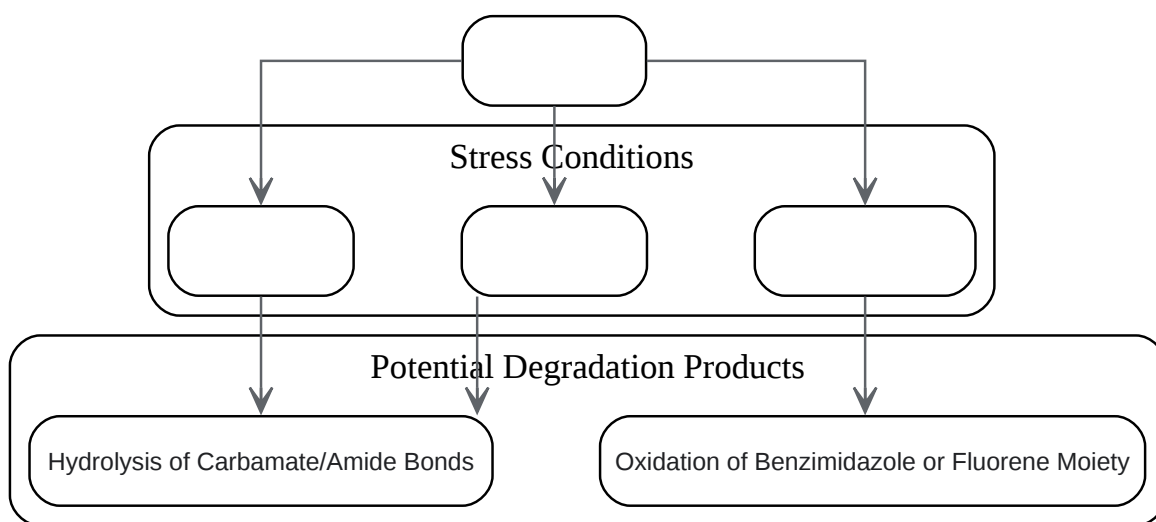 Stress Conditions
Potential Degradation Products
Hydrolysis of Carbamate/Amide Bonds
Oxidation of Benzimidazole or Fluorene Moiety